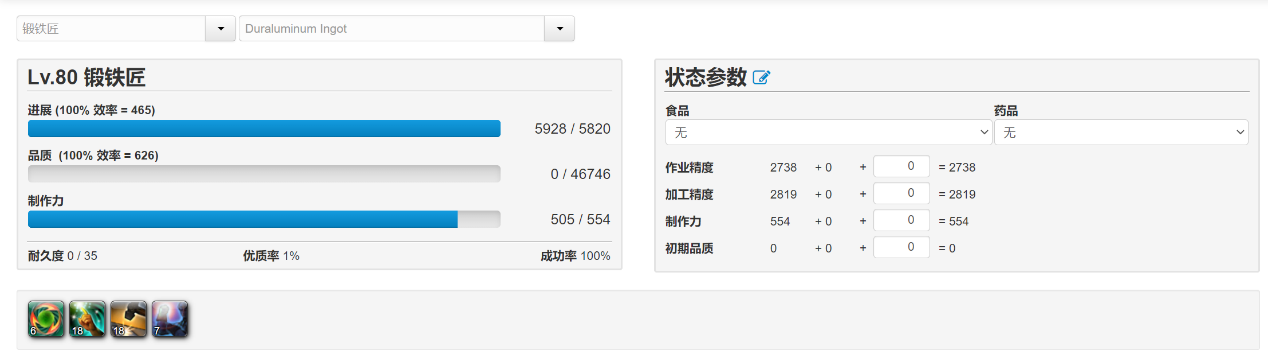 锻铁匠 Duraluminum Ingot
Lv.80 锻铁匠
进展 (100% 效率 = 465)
5928 / 5820
品质 (100% 效率 = 626)
0 / 46746
制作力
505 / 554
耐久度 0 / 35 优质率 1% 成功率 100%
状态参数
食品 药品
无 无
作业精度 2738 + 0 + 0 = 2738
加工精度 2819 + 0 + 0 = 2819
制作力 554 + 0 + 0 = 554
初期品质 0 + 0 + 0 = 0
6 18 18 7